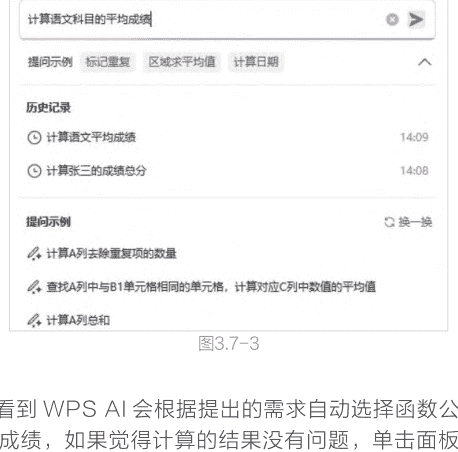 计算语文科目的平均成绩
提问示例 标记重复 区域求平均值 计算日期
历史记录
计算语文平均成绩 14:09
计算张三的成绩总分 14:08
提问示例 换一换
计算A列去除重复项的数量
查找A列中与B1单元格相同的单元格，计算对应C列中数值的平均值
计算A列总和
图3.7-3
看到 WPS AI 会根据提出的需求自动选择函数公
成绩，如果觉得计算的结果没有问题，单击面板